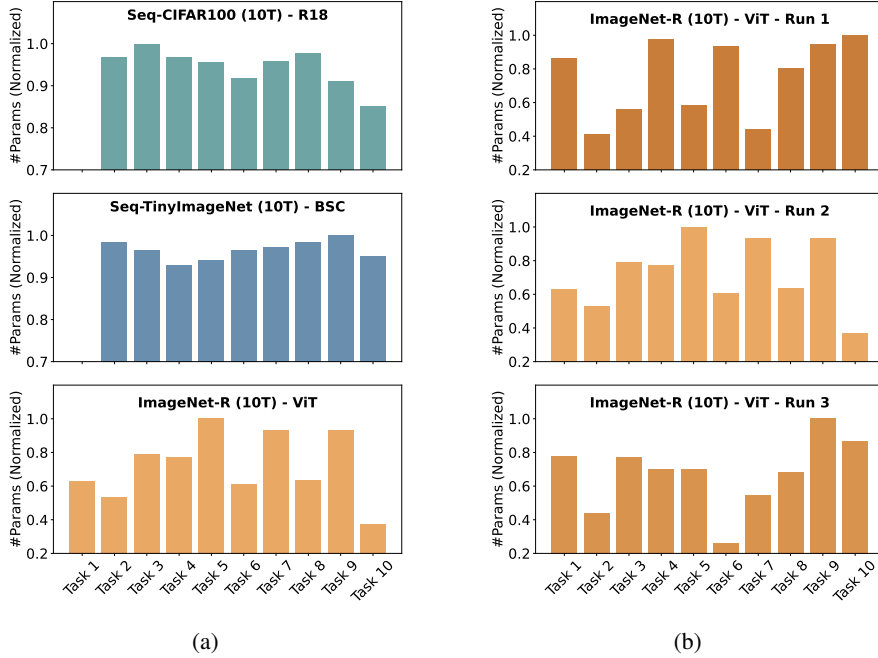 Seq-CIFAR100 (10T) - R18
#Params (Normalized)
1.0
0.9
0.8
0.7
Seq-TinyImageNet (10T) - BSC
#Params (Normalized)
1.0
0.9
0.8
0.7
ImageNet-R (10T) - ViT
#Params (Normalized)
1.0
0.8
0.6
0.4
0.2
Task 1
Task 2
Task 3
Task 4
Task 5
Task 6
Task 7
Task 8
Task 9
Task 10
(a)
ImageNet-R (10T) - ViT - Run 1
#Params (Normalized)
1.0
0.8
0.6
0.4
0.2
ImageNet-R (10T) - ViT - Run 2
#Params (Normalized)
1.0
0.8
0.6
0.4
0.2
ImageNet-R (10T) - ViT - Run 3
#Params (Normalized)
1.0
0.8
0.6
0.4
0.2
Task 1
Task 2
Task 3
Task 4
Task 5
Task 6
Task 7
Task 8
Task 9
Task 10
(b)